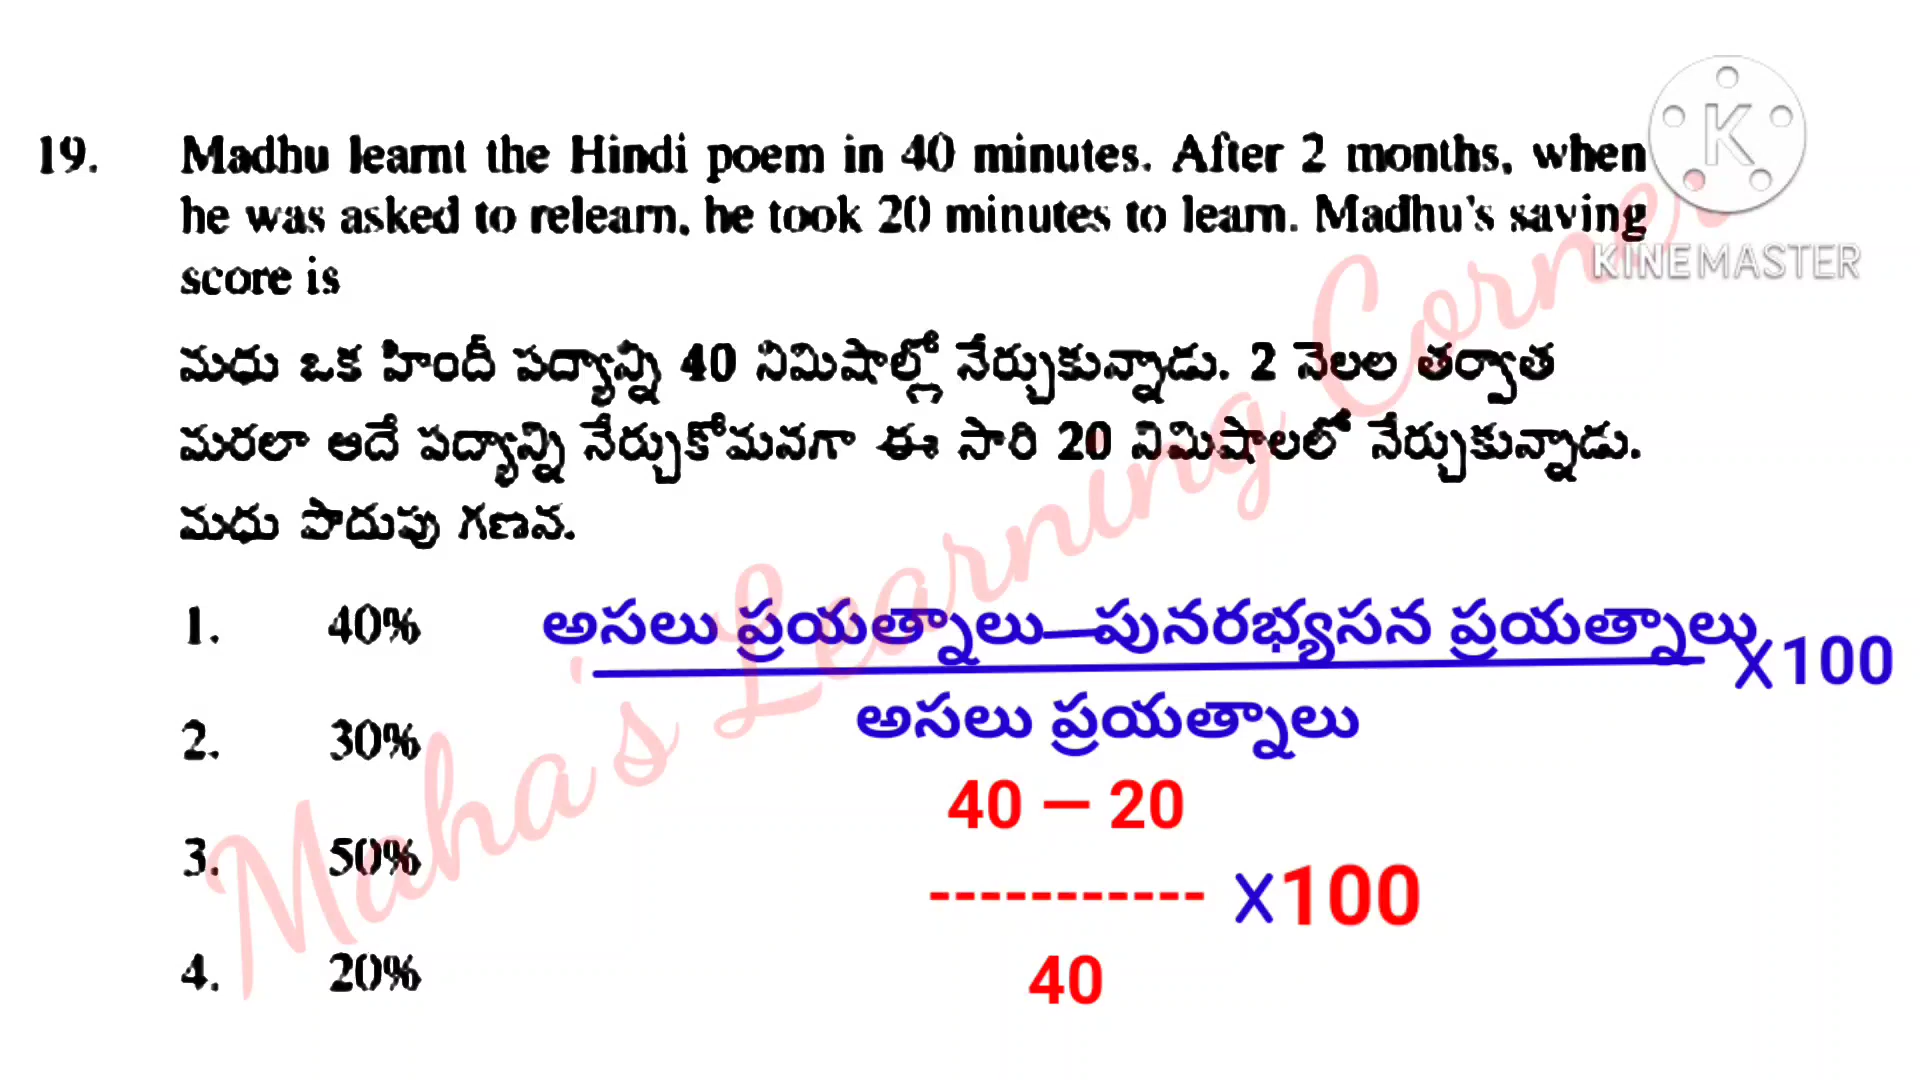 19. Madhu learnt the Hindi poem in 40 minutes. After 2 months, when
he was asked to relearn, he took 20 minutes to learn. Madhu's saving
score is
మధు ఒక హిందీ పద్యాన్ని 40 నిమిషాల్లో నేర్చుకున్నాడు. 2 నెలల తర్వాత
మరలా ఆదే పద్యాన్ని నేర్చుకోమనగా ఈ సారి 20 నిమిషాలలో నేర్చుకున్నాడు.
మధు పొదుపు గణన.
1. 40%
2. 30%
3. 50%
4. 20%
అసలు ప్రయత్నాలు—పునరభ్యసన ప్రయత్నాలు X100
అసలు ప్రయత్నాలు
40 — 20
----------- X100
40
Maha's Learning Corner
K
KINEMASTER